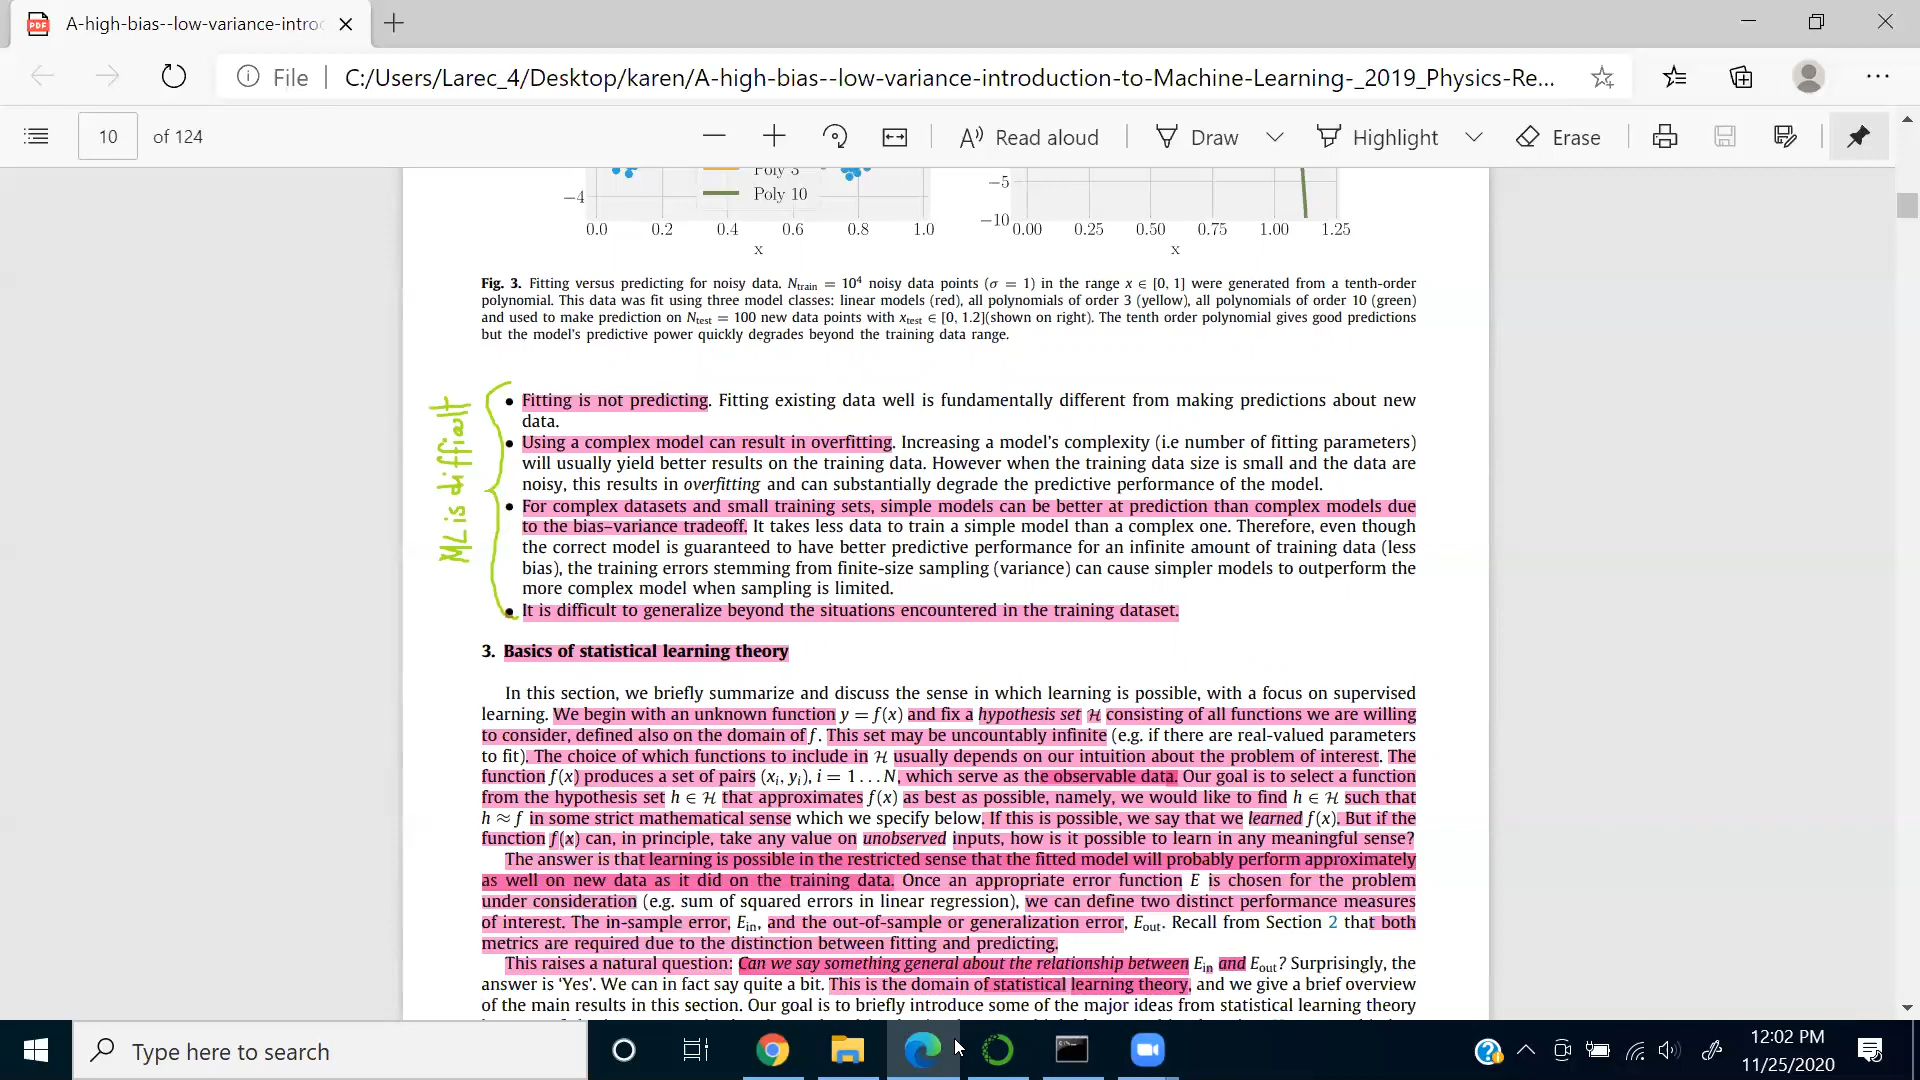 A-high-bias--low-variance-intro
File
C:/Users/Larec_4/Desktop/karen/A-high-bias--low-variance-introduction-to-Machine-Learning-_2019_Physics-Re...
10 of 124
Read aloud
Draw
Highlight
Erase
Poly 3
Poly 10
−4
0.0 0.2 0.4 0.6 0.8 1.0
x
−5
−10
0.00 0.25 0.50 0.75 1.00 1.25
x
Fig. 3. Fitting versus predicting for noisy data. Ntrain = 10⁴ noisy data points (σ = 1) in the range x ∈ [0, 1] were generated from a tenth-order
polynomial. This data was fit using three model classes: linear models (red), all polynomials of order 3 (yellow), all polynomials of order 10 (green)
and used to make prediction on Ntest = 100 new data points with xtest ∈ [0, 1.2](shown on right). The tenth order polynomial gives good predictions
but the model's predictive power quickly degrades beyond the training data range.
ML is difficult
• Fitting is not predicting. Fitting existing data well is fundamentally different from making predictions about new
data.
• Using a complex model can result in overfitting. Increasing a model's complexity (i.e number of fitting parameters)
will usually yield better results on the training data. However when the training data size is small and the data are
noisy, this results in overfitting and can substantially degrade the predictive performance of the model.
• For complex datasets and small training sets, simple models can be better at prediction than complex models due
to the bias–variance tradeoff. It takes less data to train a simple model than a complex one. Therefore, even though
the correct model is guaranteed to have better predictive performance for an infinite amount of training data (less
bias), the training errors stemming from finite-size sampling (variance) can cause simpler models to outperform the
more complex model when sampling is limited.
• It is difficult to generalize beyond the situations encountered in the training dataset.
3. Basics of statistical learning theory
In this section, we briefly summarize and discuss the sense in which learning is possible, with a focus on supervised
learning. We begin with an unknown function y = f(x) and fix a hypothesis set ℋ consisting of all functions we are willing
to consider, defined also on the domain of f. This set may be uncountably infinite (e.g. if there are real-valued parameters
to fit). The choice of which functions to include in ℋ usually depends on our intuition about the problem of interest. The
function f(x) produces a set of pairs (xi, yi), i = 1 . . . N, which serve as the observable data. Our goal is to select a function
from the hypothesis set h ∈ ℋ that approximates f(x) as best as possible, namely, we would like to find h ∈ ℋ such that
h ≈ f in some strict mathematical sense which we specify below. If this is possible, we say that we learned f(x). But if the
function f(x) can, in principle, take any value on unobserved inputs, how is it possible to learn in any meaningful sense?
The answer is that learning is possible in the restricted sense that the fitted model will probably perform approximately
as well on new data as it did on the training data. Once an appropriate error function E is chosen for the problem
under consideration (e.g. sum of squared errors in linear regression), we can define two distinct performance measures
of interest. The in-sample error, Ein, and the out-of-sample or generalization error, Eout. Recall from Section 2 that both
metrics are required due to the distinction between fitting and predicting.
This raises a natural question: Can we say something general about the relationship between Ein and Eout? Surprisingly, the
answer is 'Yes'. We can in fact say quite a bit. This is the domain of statistical learning theory, and we give a brief overview
of the main results in this section. Our goal is to briefly introduce some of the major ideas from statistical learning theory
Type here to search
12:02 PM
11/25/2020